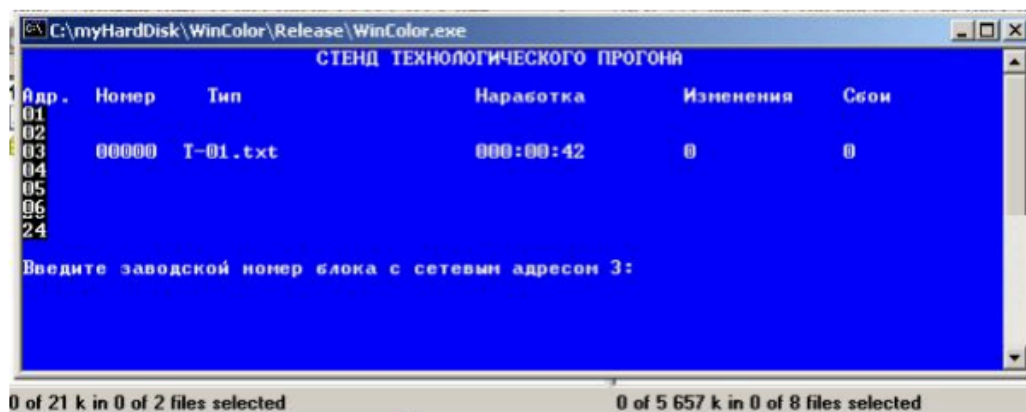 C:\myHardDisk\WinColor\Release\WinColor.exe
СТЕНД ТЕХНОЛОГИЧЕСКОГО ПРОГОНА
Адр. Номер Тип Наработка Изменения Сбои
01
02
03 00000 T-01.txt 000:00:42 0 0
04
05
06
24
Введите заводской номер блока с сетевым адресом 3:
0 of 21 k in 0 of 2 files selected 0 of 5 657 k in 0 of 8 files selected